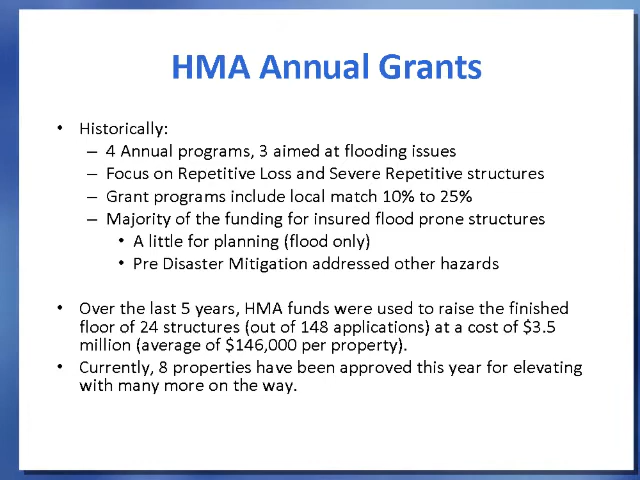 HMA Annual Grants
• Historically:
– 4 Annual programs, 3 aimed at flooding issues
– Focus on Repetitive Loss and Severe Repetitive structures
– Grant programs include local match 10% to 25%
– Majority of the funding for insured flood prone structures
• A little for planning (flood only)
• Pre Disaster Mitigation addressed other hazards
• Over the last 5 years, HMA funds were used to raise the finished
floor of 24 structures (out of 148 applications) at a cost of $3.5
million (average of $146,000 per property).
• Currently, 8 properties have been approved this year for elevating
with many more on the way.